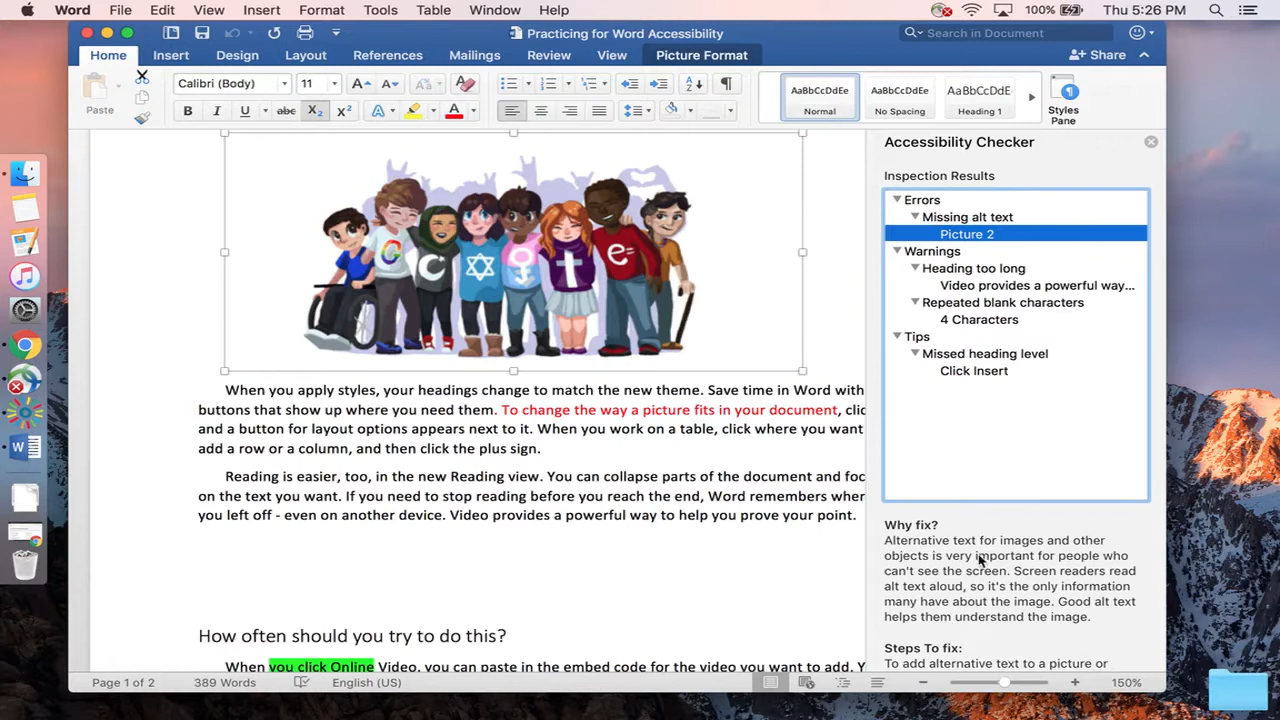 Word File Edit View Insert Format Tools Table Window Help 100% Thu 5:26 PM
Practicing for Word Accessibility
Search in Document
Home Insert Design Layout References Mailings Review View Picture Format Share
Paste
Calibri (Body) 11
AaBbCcDdEe AaBbCcDdEe AaBbCcDdE
Normal No Spacing Heading 1
Styles Pane
B I U abc X₂ X² A A
G C t e=
When you apply styles, your headings change to match the new theme. Save time in Word with
buttons that show up where you need them. To change the way a picture fits in your document, clic
and a button for layout options appears next to it. When you work on a table, click where you want
add a row or a column, and then click the plus sign.
Reading is easier, too, in the new Reading view. You can collapse parts of the document and foc
on the text you want. If you need to stop reading before you reach the end, Word remembers wher
you left off - even on another device. Video provides a powerful way to help you prove your point.
How often should you try to do this?
When you click Online Video, you can paste in the embed code for the video you want to add. Y
Accessibility Checker
Inspection Results
Errors
Missing alt text
Picture 2
Warnings
Heading too long
Video provides a powerful way...
Repeated blank characters
4 Characters
Tips
Missed heading level
Click Insert
Why fix?
Alternative text for images and other
objects is very important for people who
can't see the screen. Screen readers read
alt text aloud, so it's the only information
many have about the image. Good alt text
helps them understand the image.
Steps To fix:
To add alternative text to a picture or
Page 1 of 2 389 Words English (US) 150%